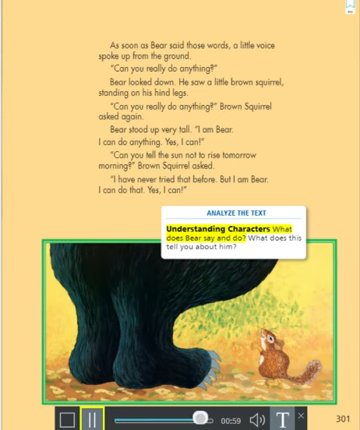 As soon as Bear said those words, a little voice
spoke up from the ground.
“Can you really do anything?”
Bear looked down. He saw a little brown squirrel,
standing on his hind legs.
“Can you really do anything?” Brown Squirrel
asked again.
Bear stood up very tall. “I am Bear.
I can do anything. Yes, I can!”
“Can you tell the sun not to rise tomorrow
morning?” Brown Squirrel asked.
“I have never tried that before. But I am Bear.
I can do that. Yes, I can!”
ANALYZE THE TEXT
Understanding Characters What
does Bear say and do? What does this
tell you about him?
00:59
T
301